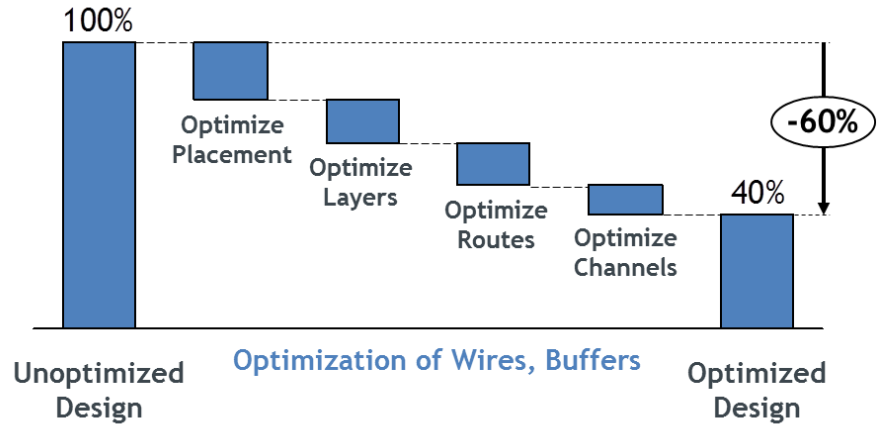 100%
Optimize
Placement
Optimize
Layers
Optimize
Routes
Optimize
Channels
-60%
40%
Optimization of Wires, Buffers
Unoptimized
Design
Optimized
Design